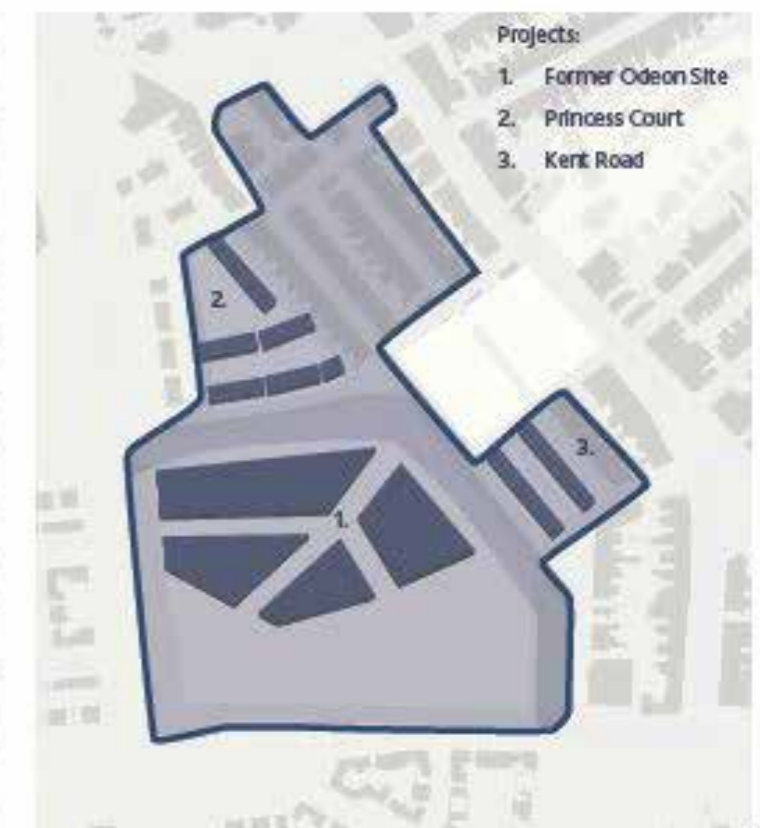 Projects:
1. Former Odeon Site
2. Princess Court
3. Kent Road
2.
3.
1.